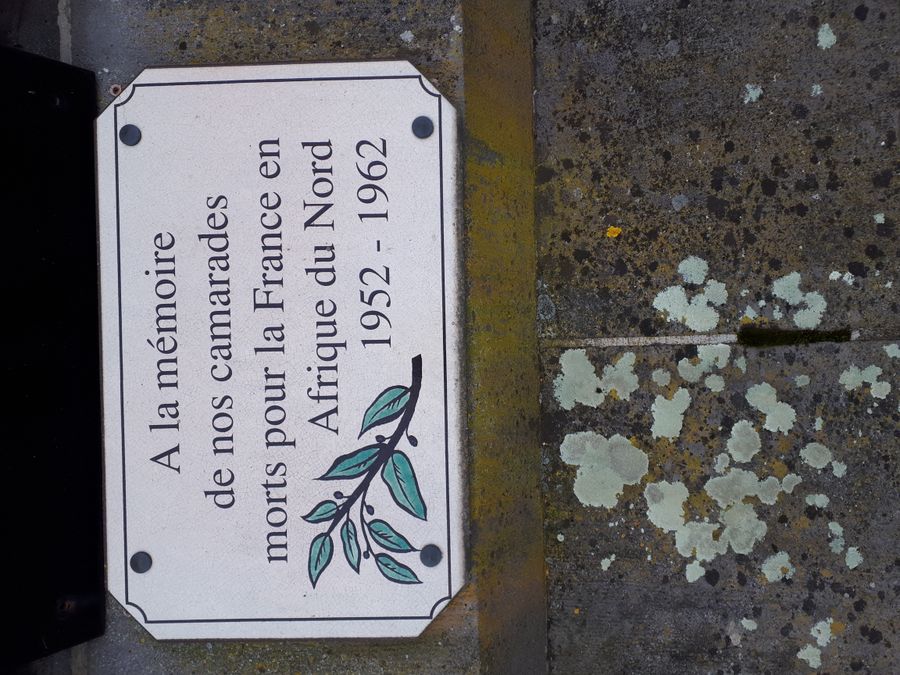 A la mémoire
de nos camarades
morts pour la France en
Afrique du Nord
1952 - 1962